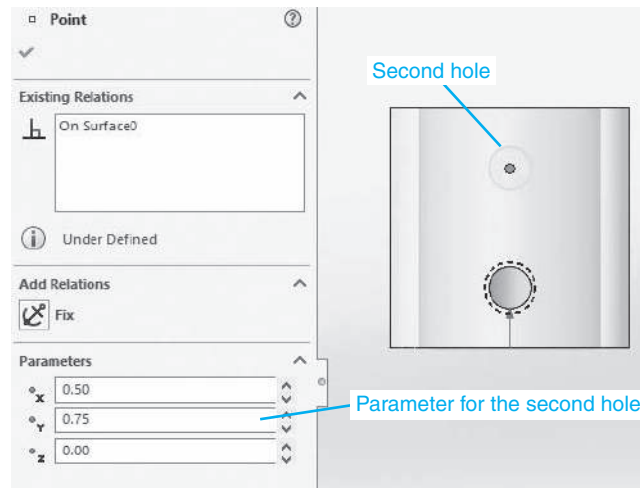 Point
Existing Relations
On Surface0
Under Defined
Add Relations
Fix
Parameters
X 0.50
Y 0.75
Z 0.00
Second hole
Parameter for the second hole